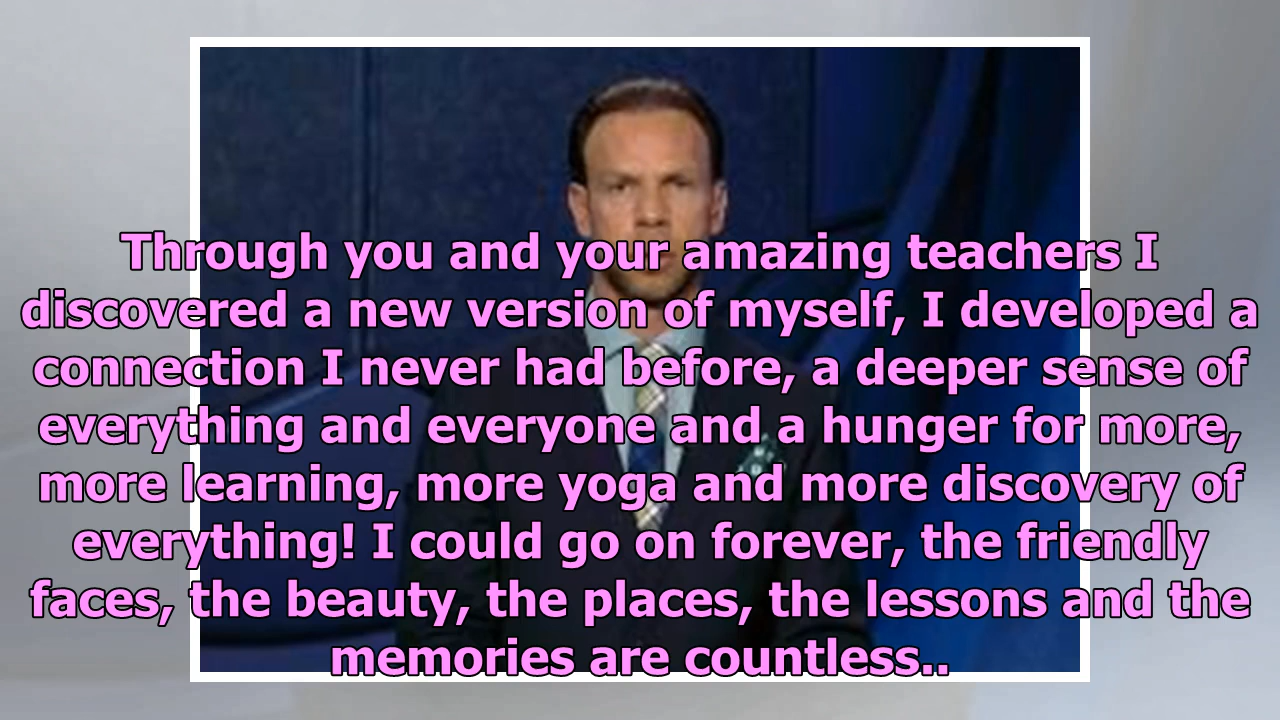 Through you and your amazing teachers I
discovered a new version of myself, I developed a
connection I never had before, a deeper sense of
everything and everyone and a hunger for more,
more learning, more yoga and more discovery of
everything! I could go on forever, the friendly
faces, the beauty, the places, the lessons and the
memories are countless..